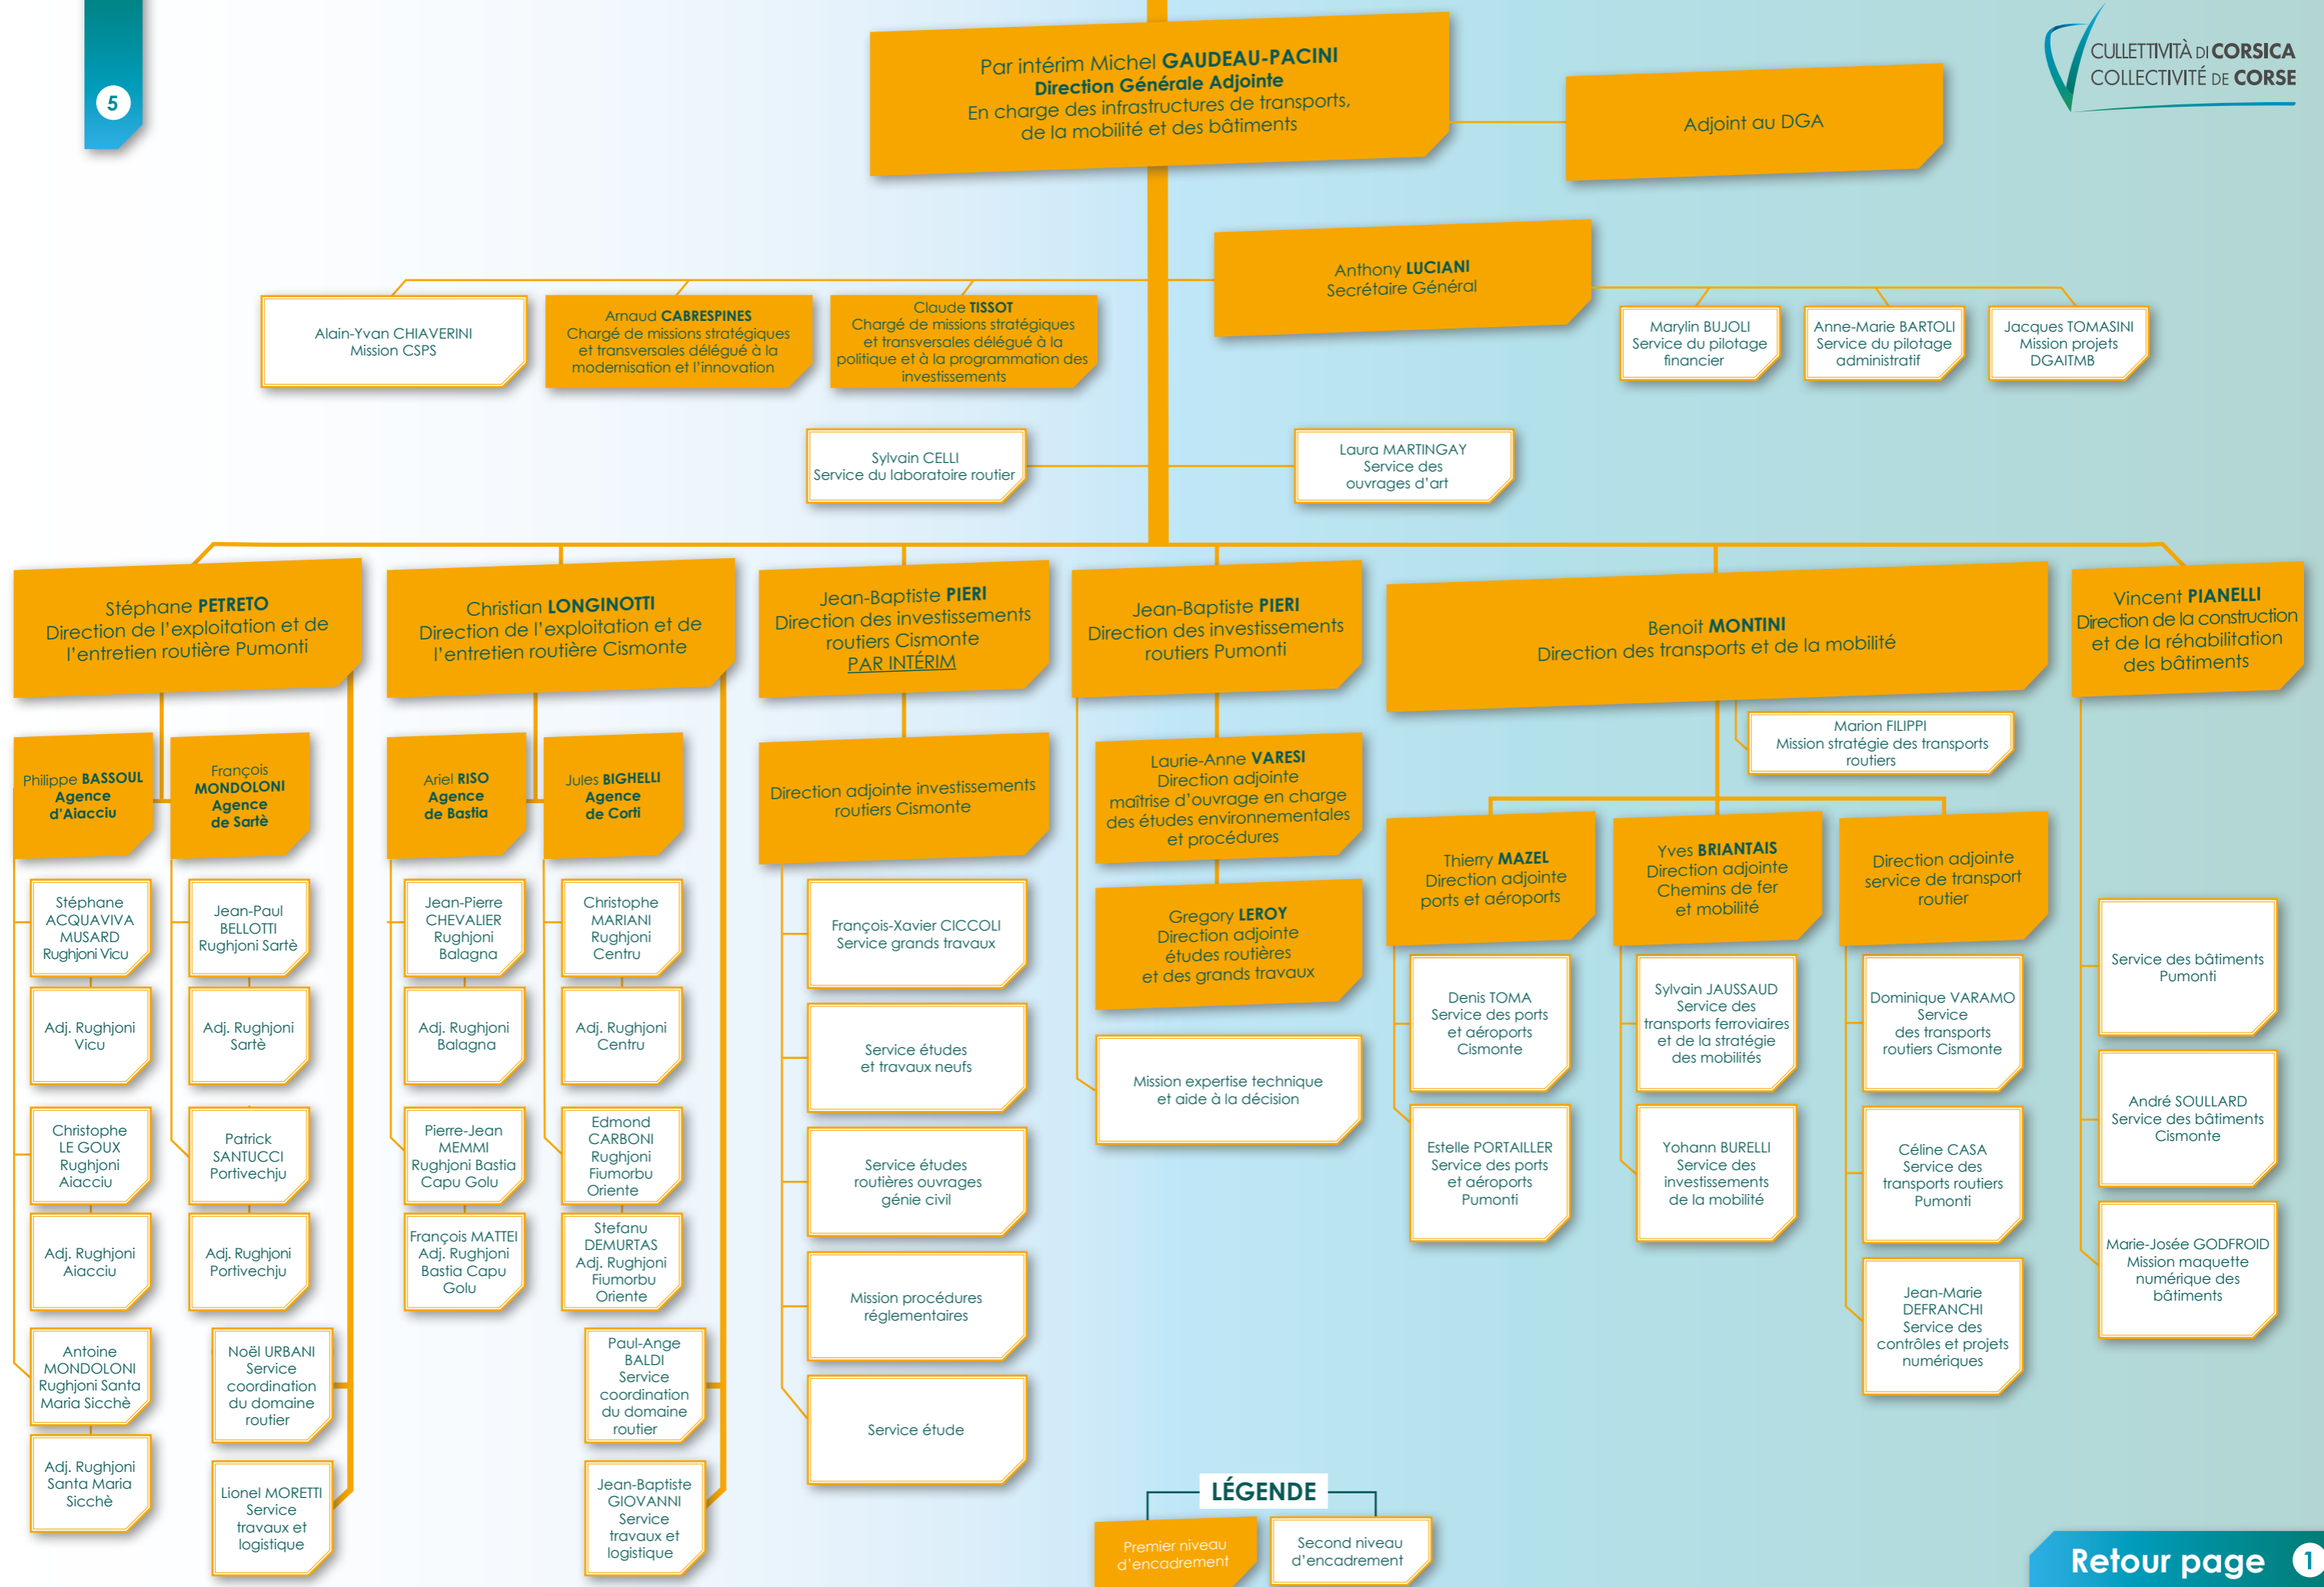 5
CULLETTIVITÀ DI CORSICA
COLLECTIVITÉ DE CORSE
Par intérim Michel GAUDEAU-PACINI
Direction Générale Adjointe
En charge des infrastructures de transports,
de la mobilité et des bâtiments
Adjoint au DGA
Anthony LUCIANI
Secrétaire Général
Alain-Yvan CHIAVERINI
Mission CSPS
Arnaud CABRESPINES
Chargé de missions stratégiques
et transversales délégué à la
modernisation et l'innovation
Claude TISSOT
Chargé de missions stratégiques
et transversales délégué à la
politique et à la programmation des
investissements
Marylin BUJOLI
Service du pilotage
financier
Anne-Marie BARTOLI
Service du pilotage
administratif
Jacques TOMASINI
Mission projets
DGAITMB
Sylvain CELLI
Service du laboratoire routier
Laura MARTINGAY
Service des
ouvrages d'art
Stéphane PETRETO
Direction de l'exploitation et de
l'entretien routière Pumonti
Christian LONGINOTTI
Direction de l'exploitation et de
l'entretien routière Cismonte
Jean-Baptiste PIERI
Direction des investissements
routiers Cismonte
PAR INTÉRIM
Jean-Baptiste PIERI
Direction des investissements
routiers Pumonti
Benoit MONTINI
Direction des transports et de la mobilité
Vincent PIANELLI
Direction de la construction
et de la réhabilitation
des bâtiments
Marion FILIPPI
Mission stratégie des transports
routiers
Philippe BASSOUL
Agence
d'Aiacciu
François
MONDOLONI
Agence
de Sartè
Ariel RISO
Agence
de Bastia
Jules BIGHELLI
Agence
de Corti
Direction adjointe investissements
routiers Cismonte
Laurie-Anne VARESI
Direction adjointe
maîtrise d'ouvrage en charge
des études environnementales
et procédures
Gregory LEROY
Direction adjointe
études routières
et des grands travaux
Mission expertise technique
et aide à la décision
Thierry MAZEL
Direction adjointe
ports et aéroports
Yves BRIANTAIS
Direction adjointe
Chemins de fer
et mobilité
Direction adjointe
service de transport
routier
Stéphane
ACQUAVIVA
MUSARD
Rughjoni Vicu
Adj. Rughjoni
Vicu
Christophe
LE GOUX
Rughjoni
Aiacciu
Adj. Rughjoni
Aiacciu
Antoine
MONDOLONI
Rughjoni Santa
Maria Sicchè
Adj. Rughjoni
Santa Maria
Sicchè
Jean-Paul
BELLOTTI
Rughjoni Sartè
Adj. Rughjoni
Sartè
Patrick
SANTUCCI
Portivechju
Adj. Rughjoni
Portivechju
Noël URBANI
Service
coordination
du domaine
routier
Lionel MORETTI
Service
travaux et
logistique
Jean-Pierre
CHEVALIER
Rughjoni
Balagna
Adj. Rughjoni
Balagna
Pierre-Jean
MEMMI
Rughjoni Bastia
Capu Golu
François MATTEI
Adj. Rughjoni
Bastia Capu
Golu
Christophe
MARIANI
Rughjoni
Centru
Adj. Rughjoni
Centru
Edmond
CARBONI
Rughjoni
Fiumorbu
Oriente
Stefanu
DEMURTAS
Adj. Rughjoni
Fiumorbu
Oriente
Paul-Ange
BALDI
Service
coordination
du domaine
routier
Jean-Baptiste
GIOVANNI
Service
travaux et
logistique
François-Xavier CICCOLI
Service grands travaux
Service études
et travaux neufs
Service études
routières ouvrages
génie civil
Mission procédures
réglementaires
Service étude
Denis TOMA
Service des ports
et aéroports
Cismonte
Estelle PORTAILLER
Service des ports
et aéroports
Pumonti
Sylvain JAUSSAUD
Service des
transports ferroviaires
et de la stratégie
des mobilités
Yohann BURELLI
Service des
investissements
de la mobilité
Dominique VARAMO
Service
des transports
routiers Cismonte
Céline CASA
Service des
transports routiers
Pumonti
Jean-Marie
DEFRANCHI
Service des
contrôles et projets
numériques
Service des bâtiments
Pumonti
André SOULLARD
Service des bâtiments
Cismonte
Marie-Josée GODFROID
Mission maquette
numérique des
bâtiments
LÉGENDE
Premier niveau
d'encadrement
Second niveau
d'encadrement
Retour page 1